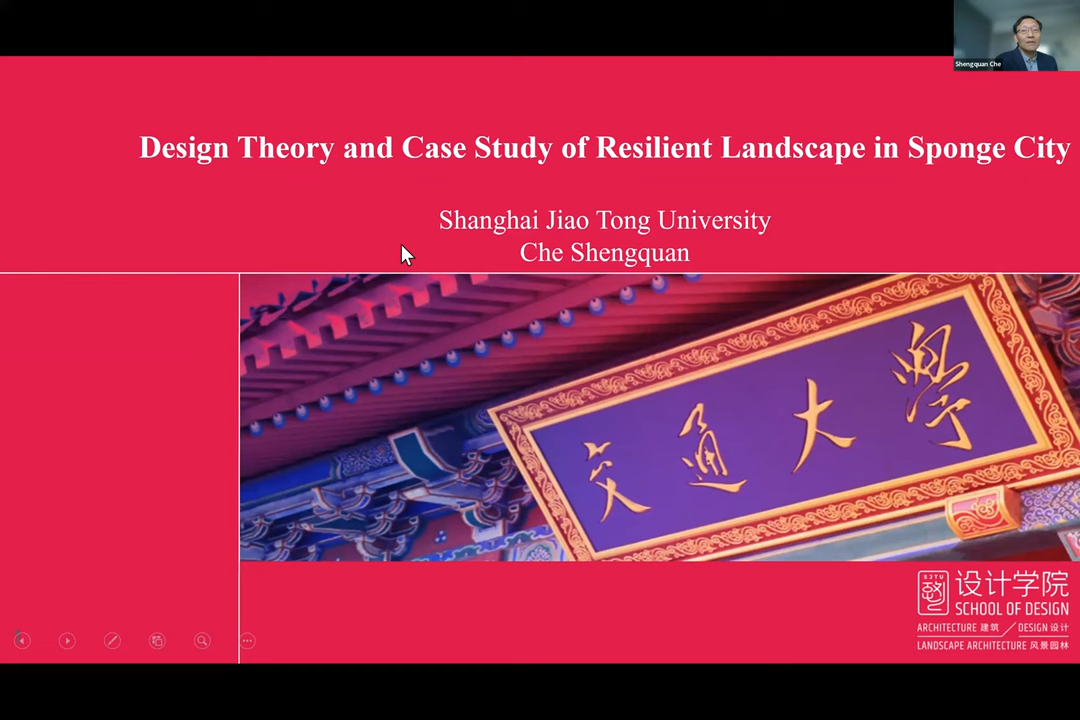 Shengquan Che
Design Theory and Case Study of Resilient Landscape in Sponge City
Shanghai Jiao Tong University
Che Shengquan
交通大學
SJTU
设计学院
SCHOOL OF DESIGN
ARCHITECTURE 建筑 / DESIGN 设计
LANDSCAPE ARCHITECTURE 风景园林